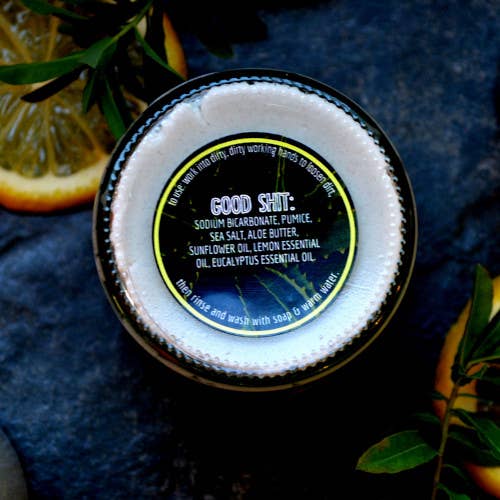 to use: work into dirty, dirty working hands to loosen dirt,
GOOD SHIT:
SODIUM BICARBONATE, PUMICE,
SEA SALT, ALOE BUTTER,
SUNFLOWER OIL, LEMON ESSENTIAL
OIL, EUCALYPTUS ESSENTIAL OIL
then rinse and wash with soap & warm water.